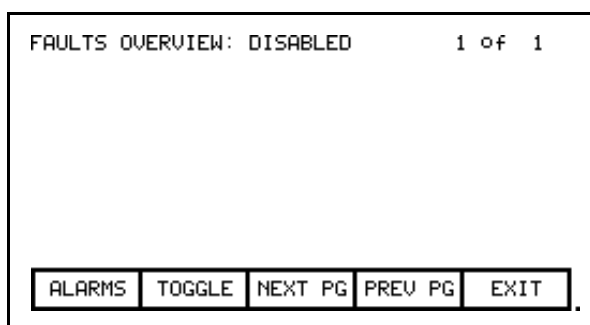 FAULTS OVERVIEW: DISABLED 1 of 1
ALARMS TOGGLE NEXT PG PREV PG EXIT
.